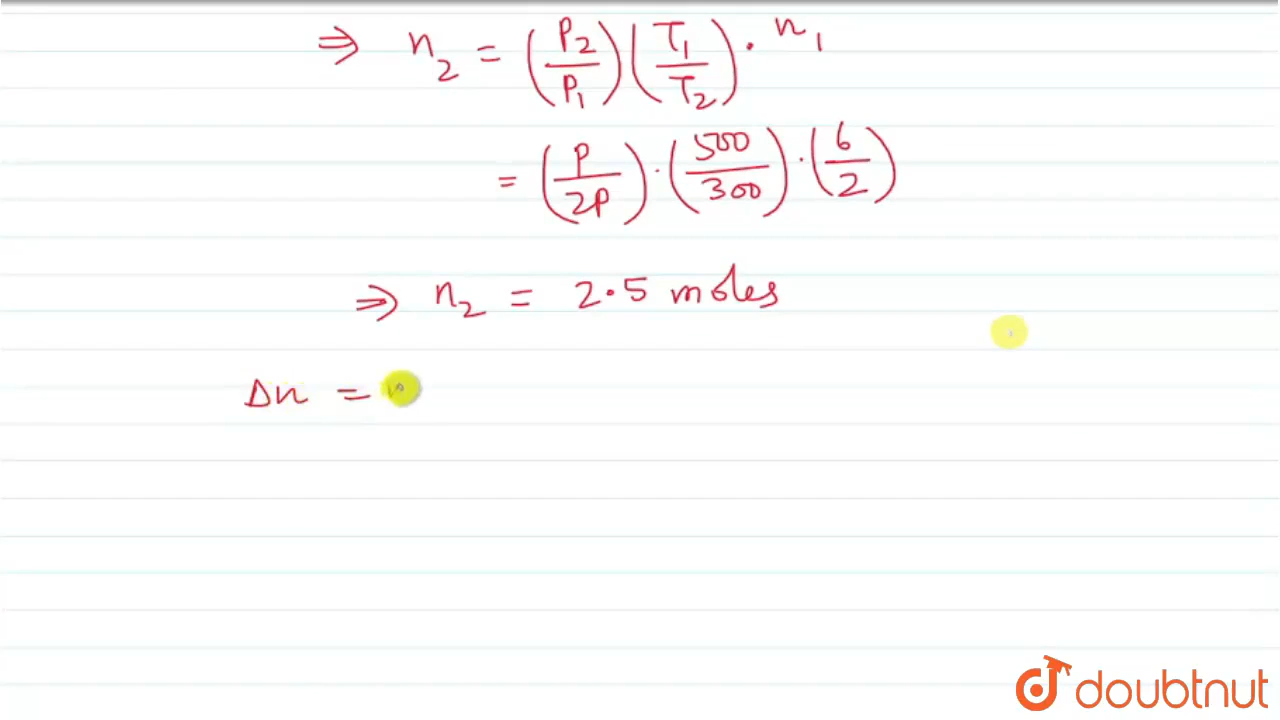 ⇒ n₂ = (P₂/P₁)(T₁/T₂)·n₁
= (P/2P)·(500/300)·(6/2)
⇒ n₂ = 2.5 moles
Δn =
doubtnut